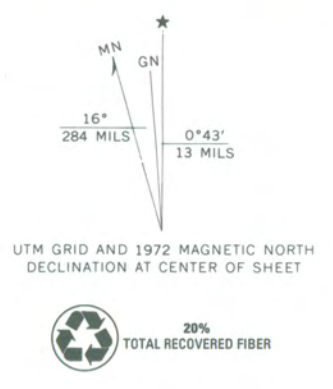 ★
MN
GN
16°
284 MILS
0°43'
13 MILS
UTM GRID AND 1972 MAGNETIC NORTH
DECLINATION AT CENTER OF SHEET
20%
TOTAL RECOVERED FIBER